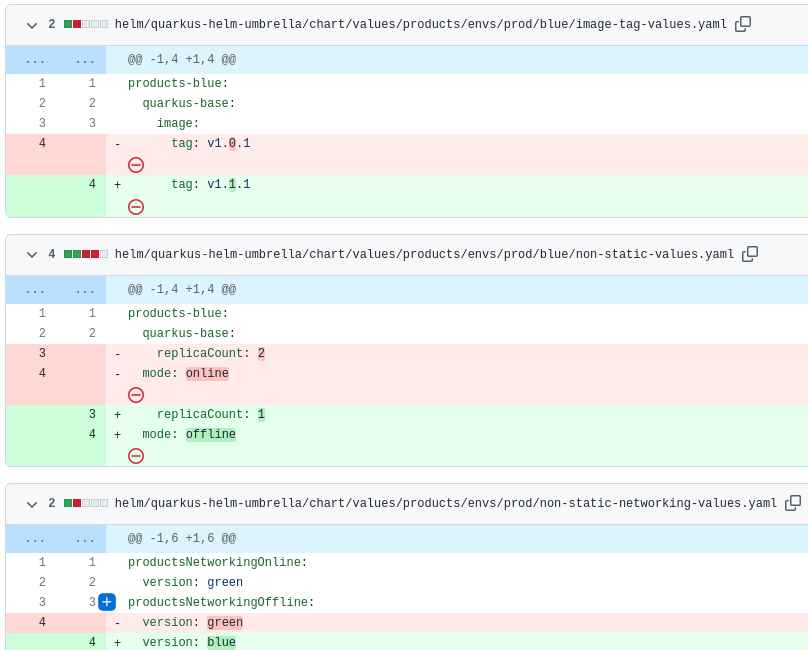 2 helm/quarkus-helm-umbrella/chart/values/products/envs/prod/blue/image-tag-values.yaml
... ... @@ -1,4 +1,4 @@
1 1 products-blue:
2 2 quarkus-base:
3 3 image:
4 - tag: v1.0.1
4 + tag: v1.1.1
4 helm/quarkus-helm-umbrella/chart/values/products/envs/prod/blue/non-static-values.yaml
... ... @@ -1,4 +1,4 @@
1 1 products-blue:
2 2 quarkus-base:
3 - replicaCount: 2
4 - mode: online
3 + replicaCount: 1
4 + mode: offline
2 helm/quarkus-helm-umbrella/chart/values/products/envs/prod/non-static-networking-values.yaml
... ... @@ -1,6 +1,6 @@
1 1 productsNetworkingOnline:
2 2 version: green
3 3 + productsNetworkingOffline:
4 - version: green
4 + version: blue